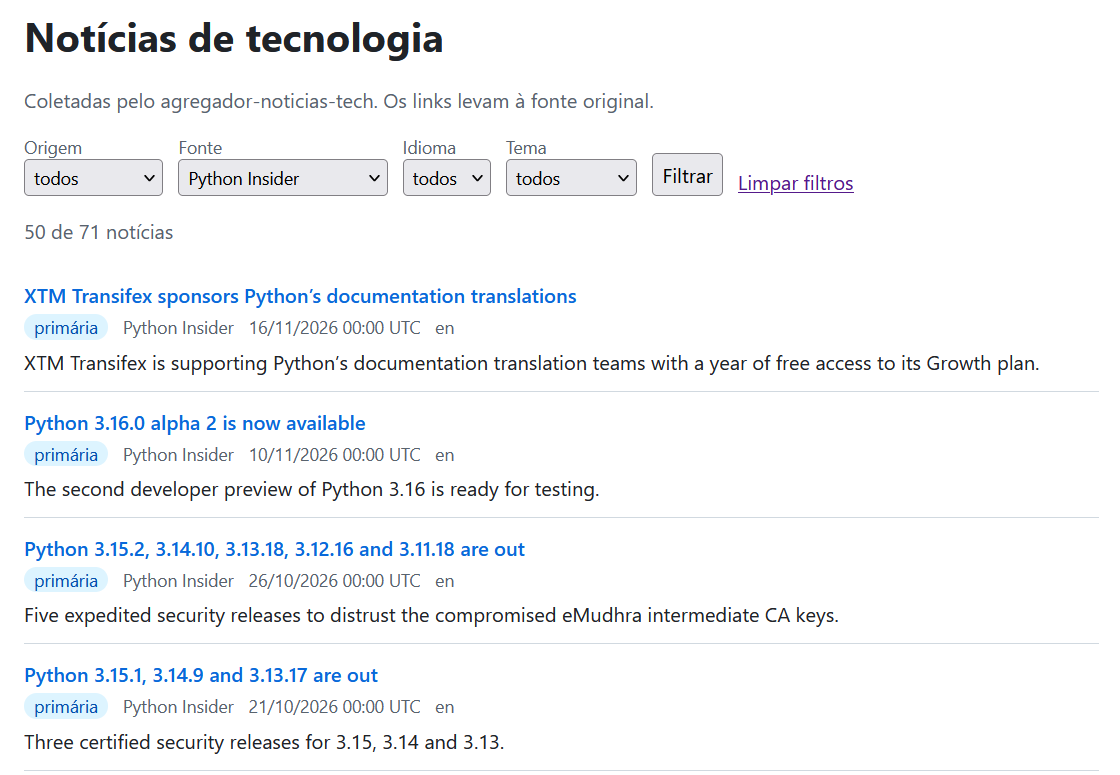 Notícias de tecnologia
Coletadas pelo agregador-noticias-tech. Os links levam à fonte original.
Origem Fonte Idioma Tema
todos Python Insider todos todos Filtrar Limpar filtros
50 de 71 notícias
XTM Transifex sponsors Python’s documentation translations
primária Python Insider 16/11/2026 00:00 UTC en
XTM Transifex is supporting Python’s documentation translation teams with a year of free access to its Growth plan.
Python 3.16.0 alpha 2 is now available
primária Python Insider 10/11/2026 00:00 UTC en
The second developer preview of Python 3.16 is ready for testing.
Python 3.15.2, 3.14.10, 3.13.18, 3.12.16 and 3.11.18 are out
primária Python Insider 26/10/2026 00:00 UTC en
Five expedited security releases to distrust the compromised eMudhra intermediate CA keys.
Python 3.15.1, 3.14.9 and 3.13.17 are out
primária Python Insider 21/10/2026 00:00 UTC en
Three certified security releases for 3.15, 3.14 and 3.13.